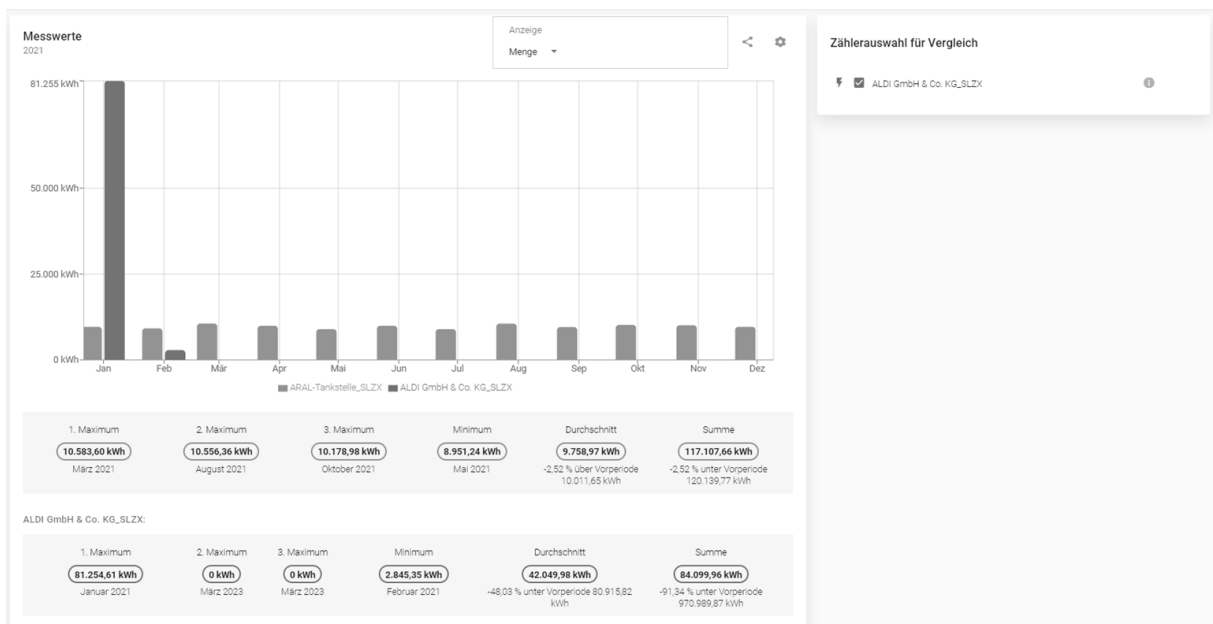 Messwerte
2021
Anzeige
Menge
Zählerauswahl für Vergleich
ALDI GmbH & Co. KG_SLZX
81.255 kWh
50.000 kWh
25.000 kWh
0 kWh
Jan Feb Mär Apr Mai Jun Jul Aug Sep Okt Nov Dez
ARAL-Tankstelle_SLZX ALDI GmbH & Co. KG_SLZX
1. Maximum 2. Maximum 3. Maximum Minimum Durchschnitt Summe
10.583,60 kWh 10.556,36 kWh 10.178,98 kWh 8.951,24 kWh 9.758,97 kWh 117.107,66 kWh
März 2021 August 2021 Oktober 2021 Mai 2021 -2,52 % über Vorperiode -2,52 % unter Vorperiode
10.011,65 kWh 120.139,77 kWh
ALDI GmbH & Co. KG_SLZX:
1. Maximum 2. Maximum 3. Maximum Minimum Durchschnitt Summe
81.254,61 kWh 0 kWh 0 kWh 2.845,35 kWh 42.049,98 kWh 84.099,96 kWh
Januar 2021 März 2023 März 2023 Februar 2021 -48,03 % unter Vorperiode 80.915,82 -91,34 % unter Vorperiode
kWh 970.989,87 kWh